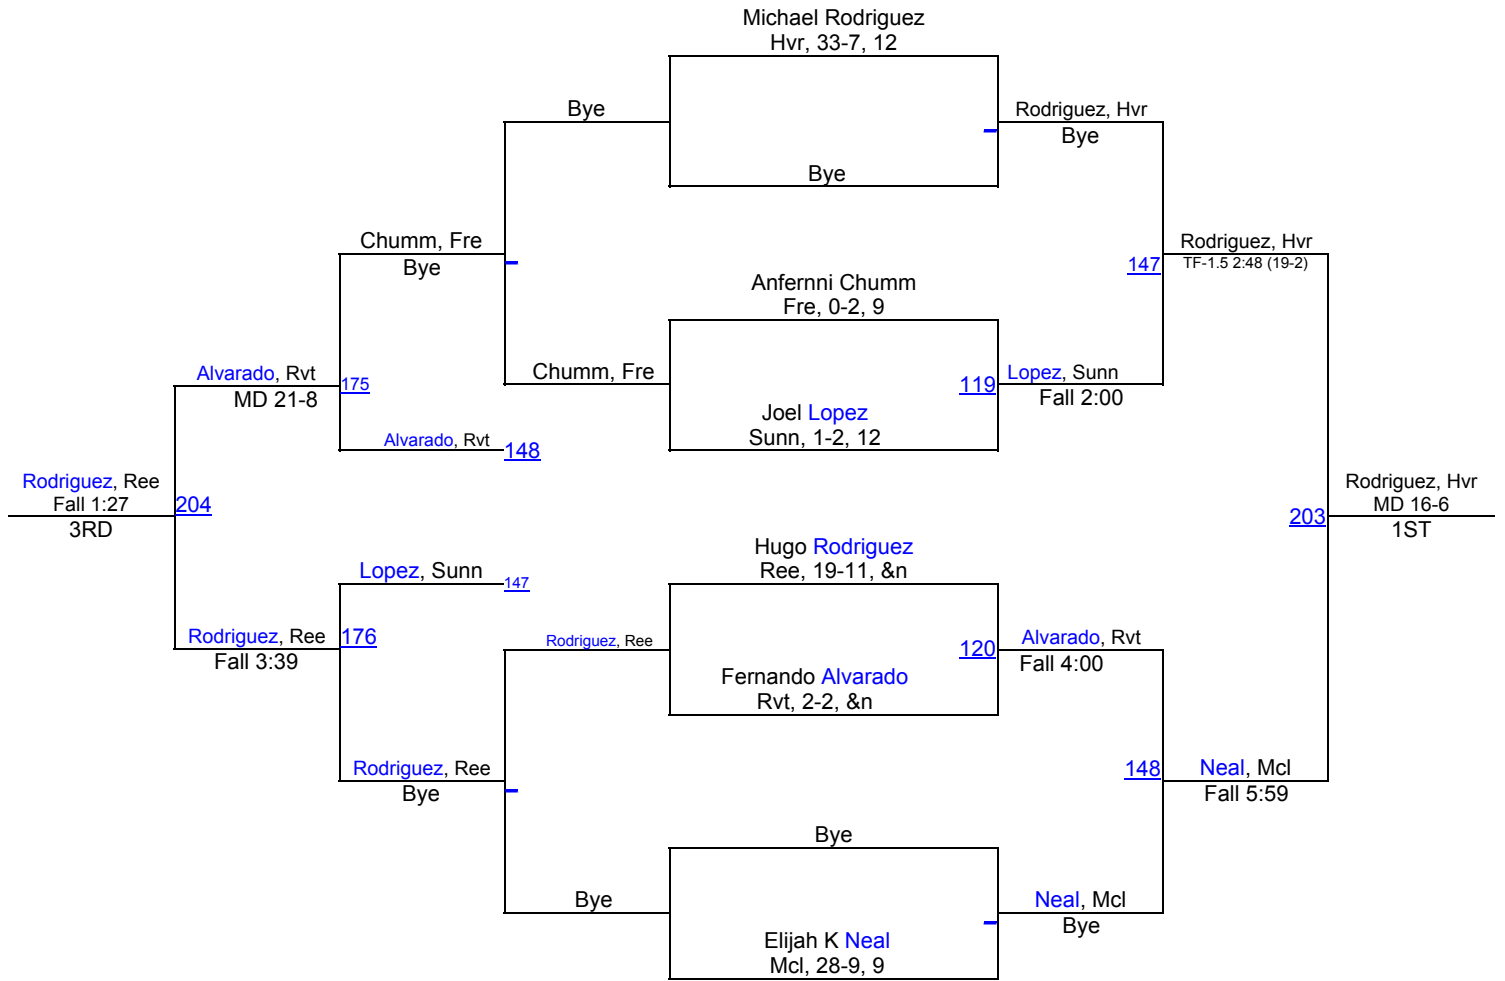 Michael Rodriguez
Hvr, 33-7, 12
Bye
Rodriguez, Hvr
Bye
Bye
Chumm, Fre
Bye
Rodriguez, Hvr
TF-1.5 2:48 (19-2)
147
Anfernni Chumm
Fre, 0-2, 9
Alvarado, Rvt
MD 21-8
175
Chumm, Fre
119
Lopez, Sunn
Fall 2:00
Joel Lopez
Sunn, 1-2, 12
Alvarado, Rvt
148
Rodriguez, Ree
Fall 1:27
3RD
204
Rodriguez, Hvr
MD 16-6
1ST
203
Hugo Rodriguez
Ree, 19-11, &n
Lopez, Sunn
147
Rodriguez, Ree
Fall 3:39
176
Rodriguez, Ree
120
Alvarado, Rvt
Fall 4:00
Fernando Alvarado
Rvt, 2-2, &n
Rodriguez, Ree
Bye
148
Neal, Mcl
Fall 5:59
Bye
Bye
Neal, Mcl
Bye
Elijah K Neal
Mcl, 28-9, 9